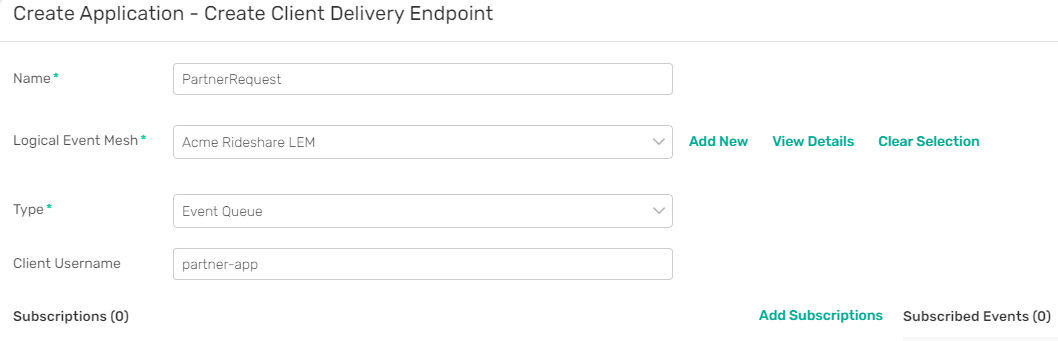 Create Application - Create Client Delivery Endpoint
Name * PartnerRequest
Logical Event Mesh * Acme Rideshare LEM Add New View Details Clear Selection
Type * Event Queue
Client Username partner-app
Subscriptions (0) Add Subscriptions Subscribed Events (0)